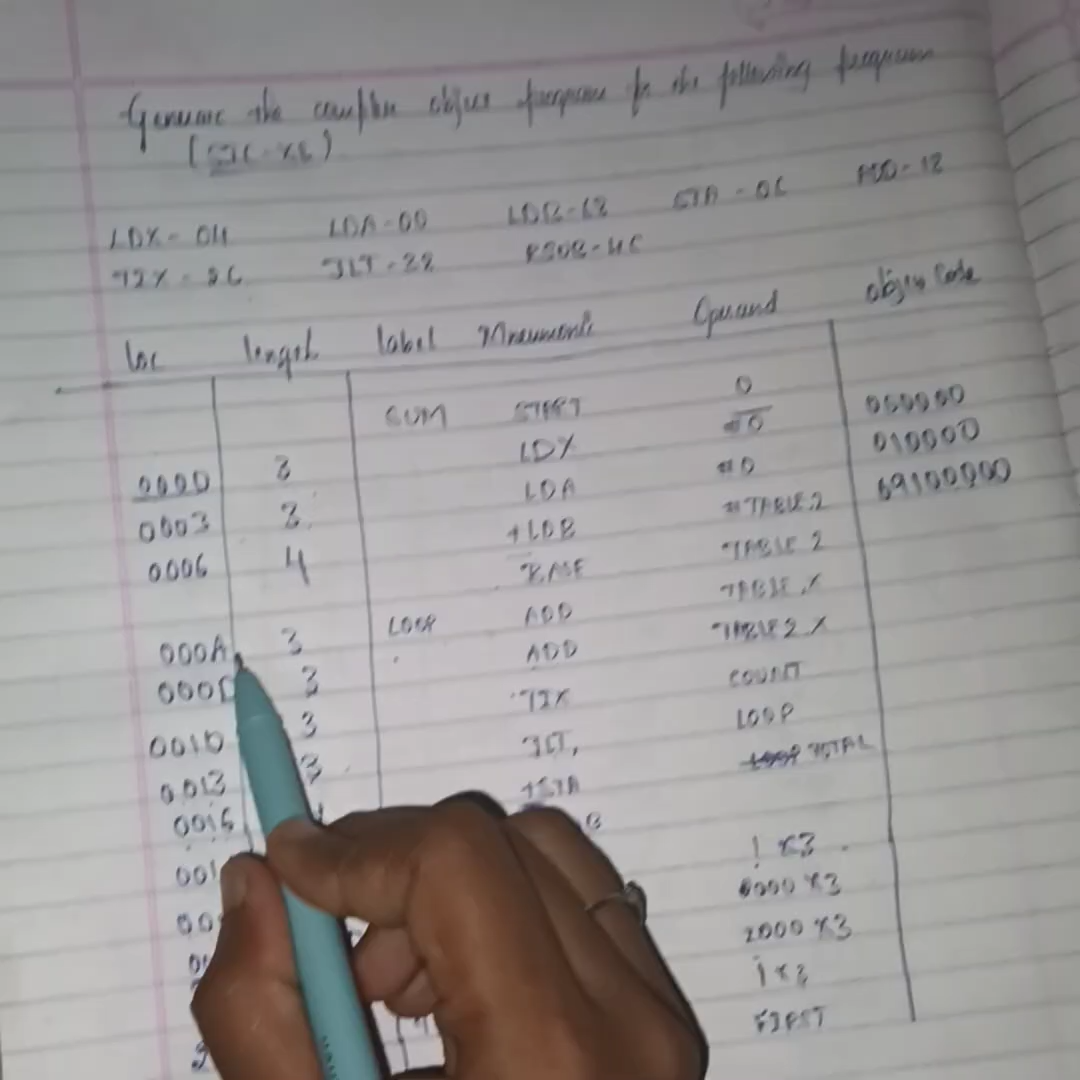 Generate the complete object program for the following program
(SIC-XE)
LDX - 04 LDA - 00 LDB - 68 STA - 0C ADD - 18
TIX - 2C JLT - 38 RSUB - 4C
Loc length label Mneumonic Operand object code
SUM START 0
0000 3 LDX #0 050000
0003 3 LDA #0 010000
0006 4 +LDB #TABLE2 69100000
BASE TABLE 2
000A 3 LOOP ADD TABLE,X
000D 3 ADD TABLE2 X
0010 3 TIX COUNT
0013 3 JLT, LOOP
0016 +STA TOTAL
001
1 x3
2000 x3
1 x3
FIRST